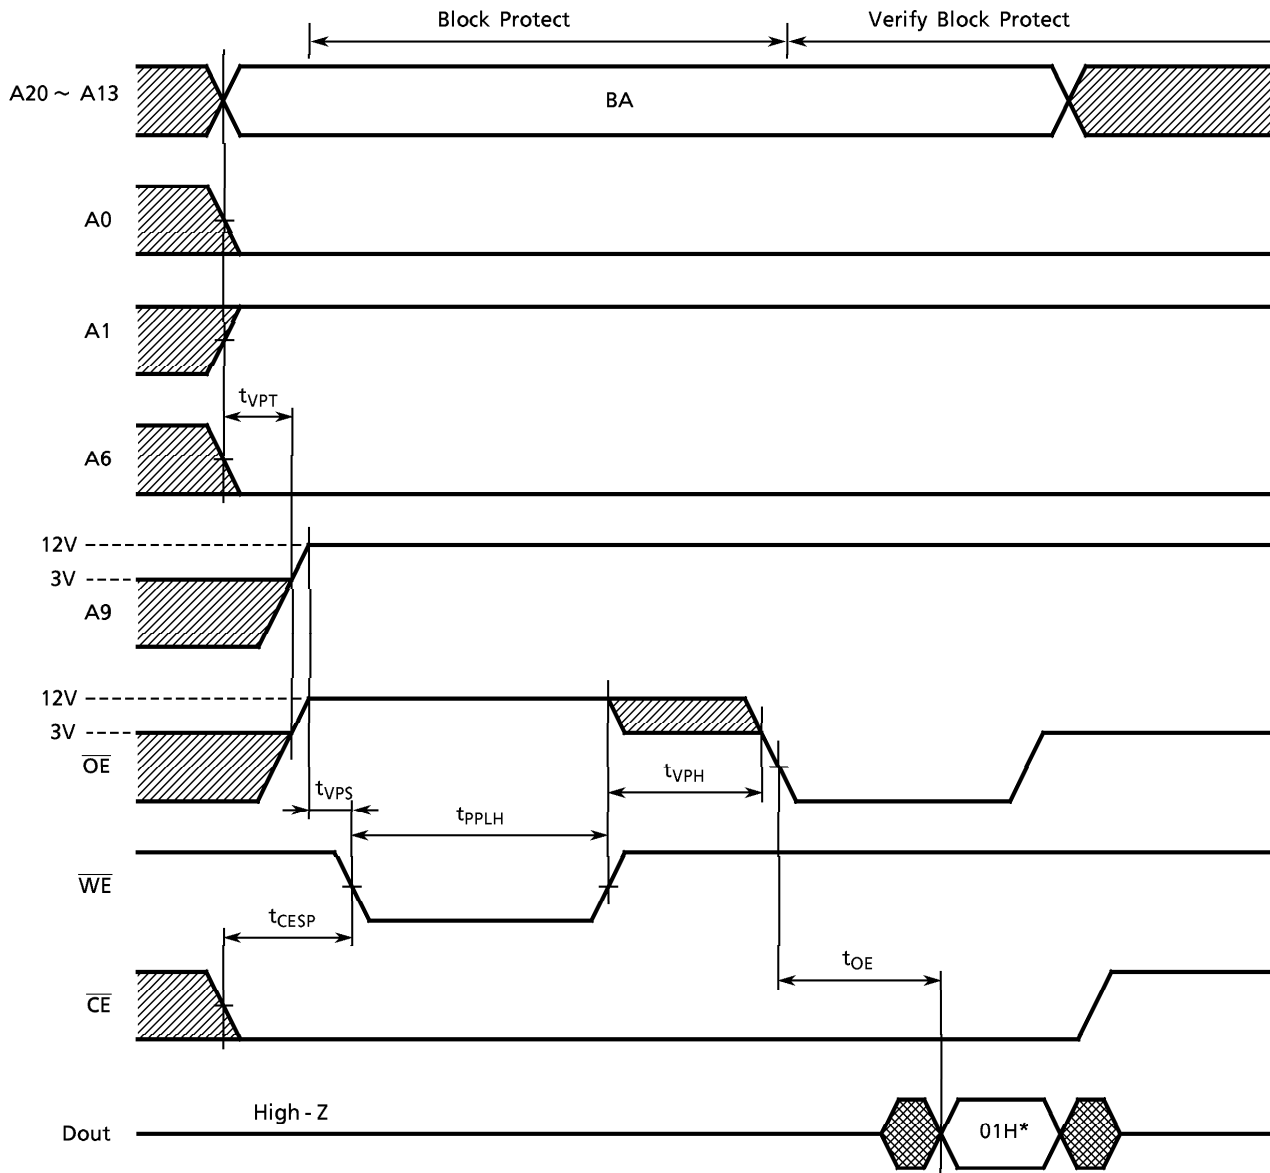 Block Protect
Verify Block Protect
A20 ~ A13
BA
A0
A1
tVPT
A6
12V
3V
A9
12V
3V
OE
tVPS
tVPH
tPPLH
WE
tCESP
tOE
CE
High - Z
Dout
01H*